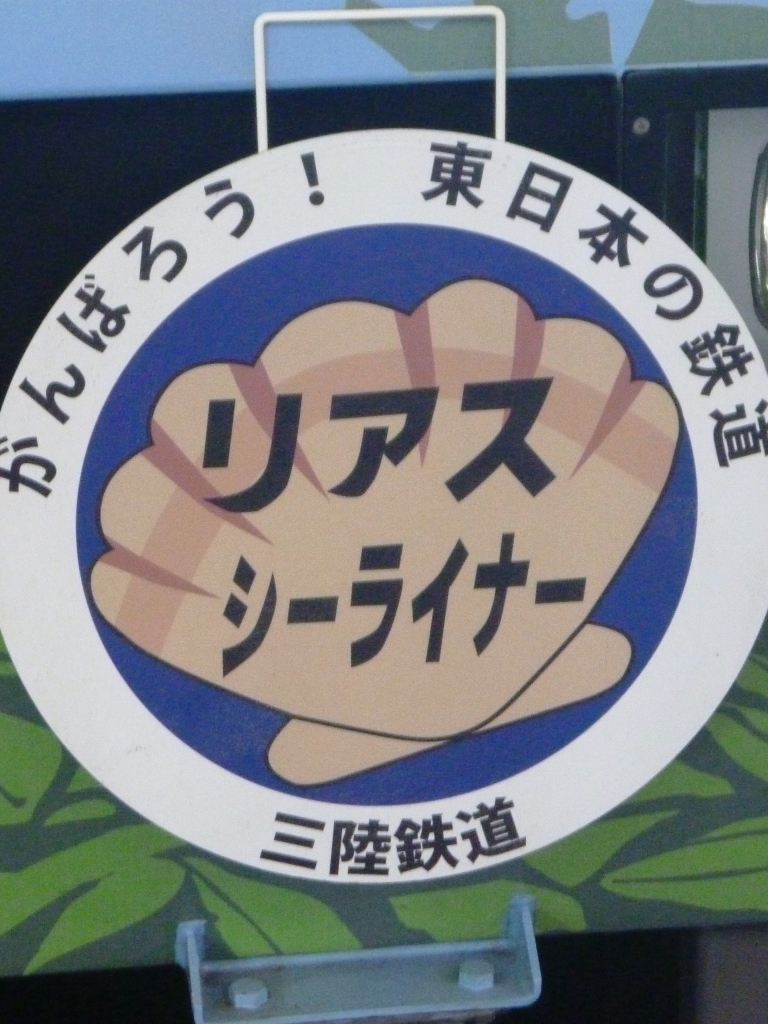 がんばろう! 東日本の鉄道
リアス
シーライナー
三陸鉄道